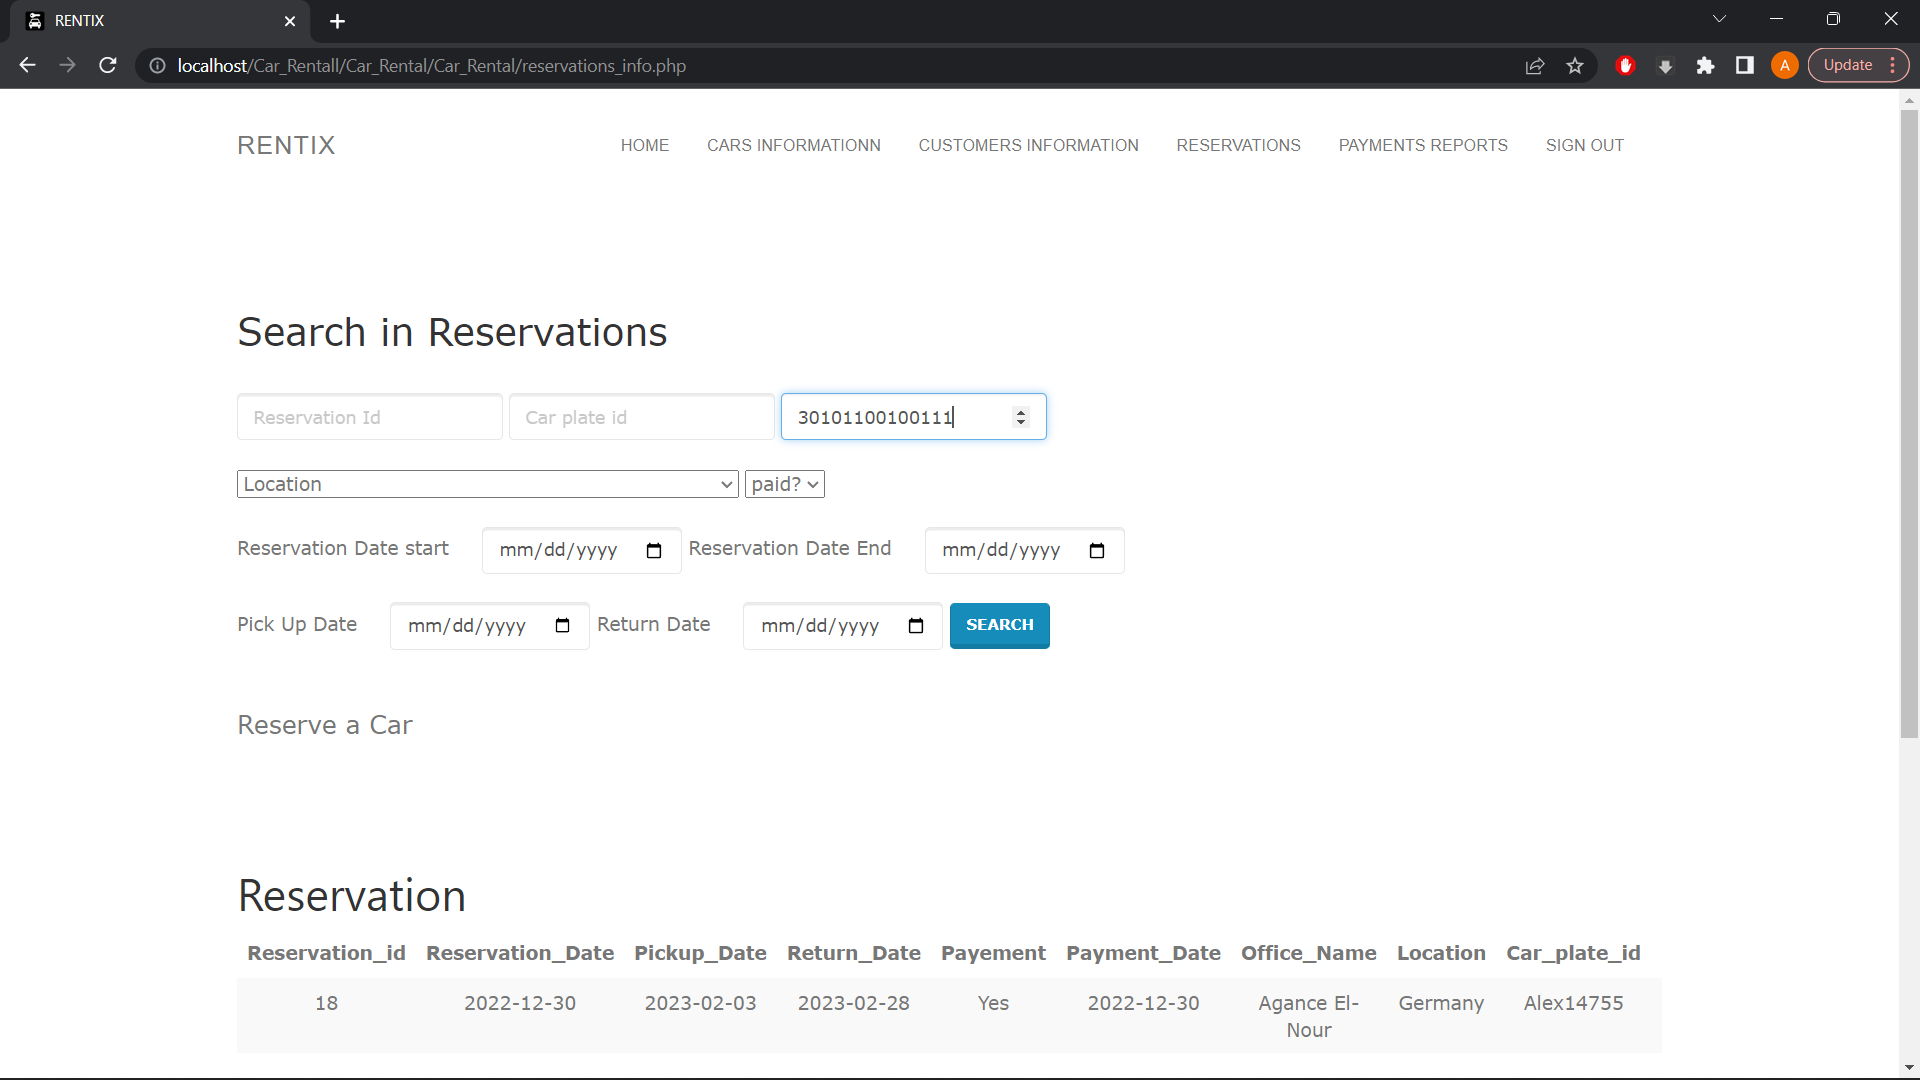 RENTIX
localhost/Car_Rentall/Car_Rental/Car_Rental/reservations_info.php
A
Update
RENTIX HOME CARS INFORMATIONN CUSTOMERS INFORMATION RESERVATIONS PAYMENTS REPORTS SIGN OUT
Search in Reservations
Reservation Id Car plate id 30101100100111
Location paid?
Reservation Date start mm/dd/yyyy Reservation Date End mm/dd/yyyy
Pick Up Date mm/dd/yyyy Return Date mm/dd/yyyy SEARCH
Reserve a Car
Reservation
Reservation_id Reservation_Date Pickup_Date Return_Date Payement Payment_Date Office_Name Location Car_plate_id
18 2022-12-30 2023-02-03 2023-02-28 Yes 2022-12-30 Agance El- Germany Alex14755
Nour